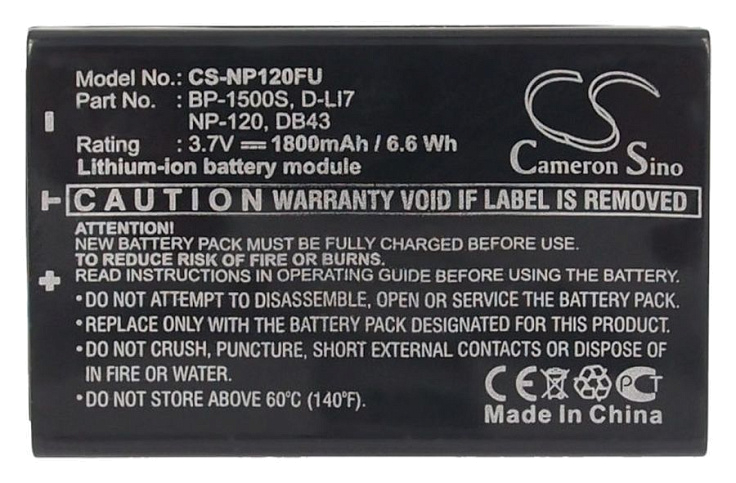 Model No.: CS-NP120FU
Part No. : BP-1500S, D-LI7
NP-120, DB43
Rating : 3.7V 1800mAh / 6.6 Wh
Lithium-ion battery module
Cameron Sino
CAUTION WARRANTY VOID IF LABEL IS REMOVED
ATTENTION!
NEW BATTERY PACK MUST BE FULLY CHARGED BEFORE USE.
TO REDUCE RISK OF FIRE OR BURNS.
READ INSTRUCTIONS IN OPERATING GUIDE BEFORE USING THE BATTERY.
•DO NOT ATTEMPT TO DISASSEMBLE, OPEN OR SERVICE THE BATTERY PACK.
•REPLACE ONLY WITH THE BATTERY PACK DESIGNATED FOR THIS PRODUCT.
•DO NOT CRUSH, PUNCTURE, SHORT EXTERNAL CONTACTS OR DISPOSE OF
IN FIRE OR WATER.
•DO NOT STORE ABOVE 60°C (140°F).
CE PCT
Made In China